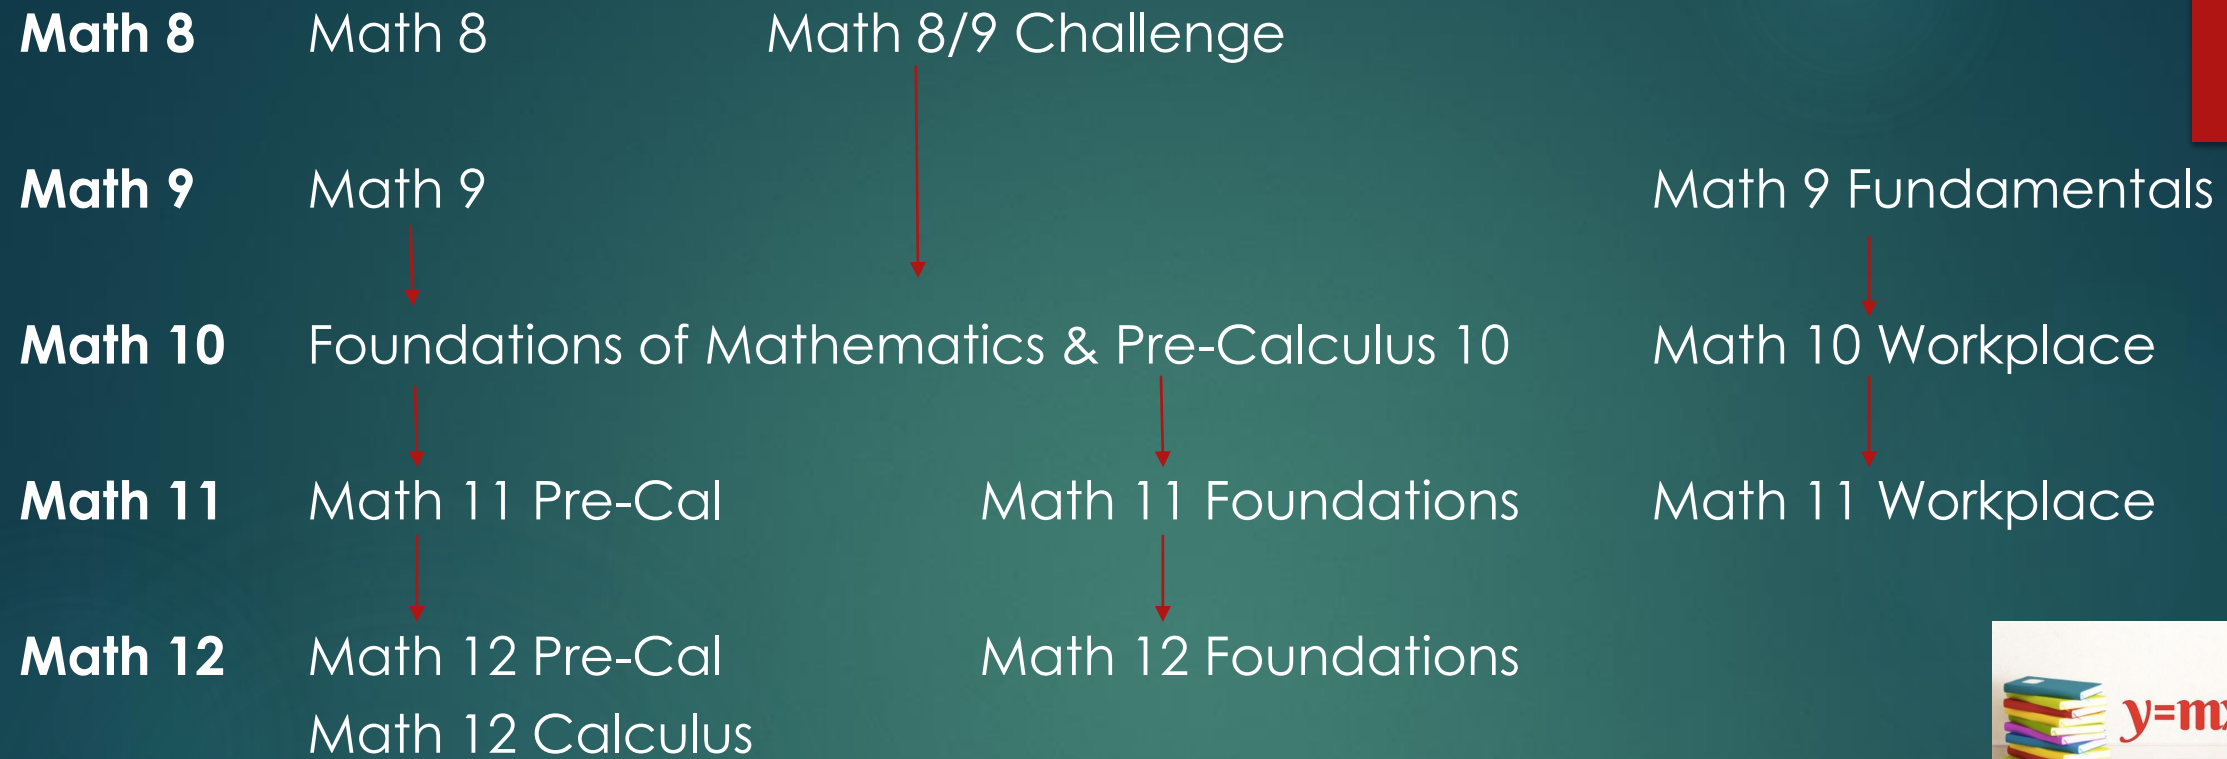 Math 8 Math 8 Math 8/9 Challenge
Math 9 Math 9 Math 9 Fundamentals
Math 10 Foundations of Mathematics & Pre-Calculus 10 Math 10 Workplace
Math 11 Math 11 Pre-Cal Math 11 Foundations Math 11 Workplace
Math 12 Math 12 Pre-Cal Math 12 Foundations
Math 12 Calculus